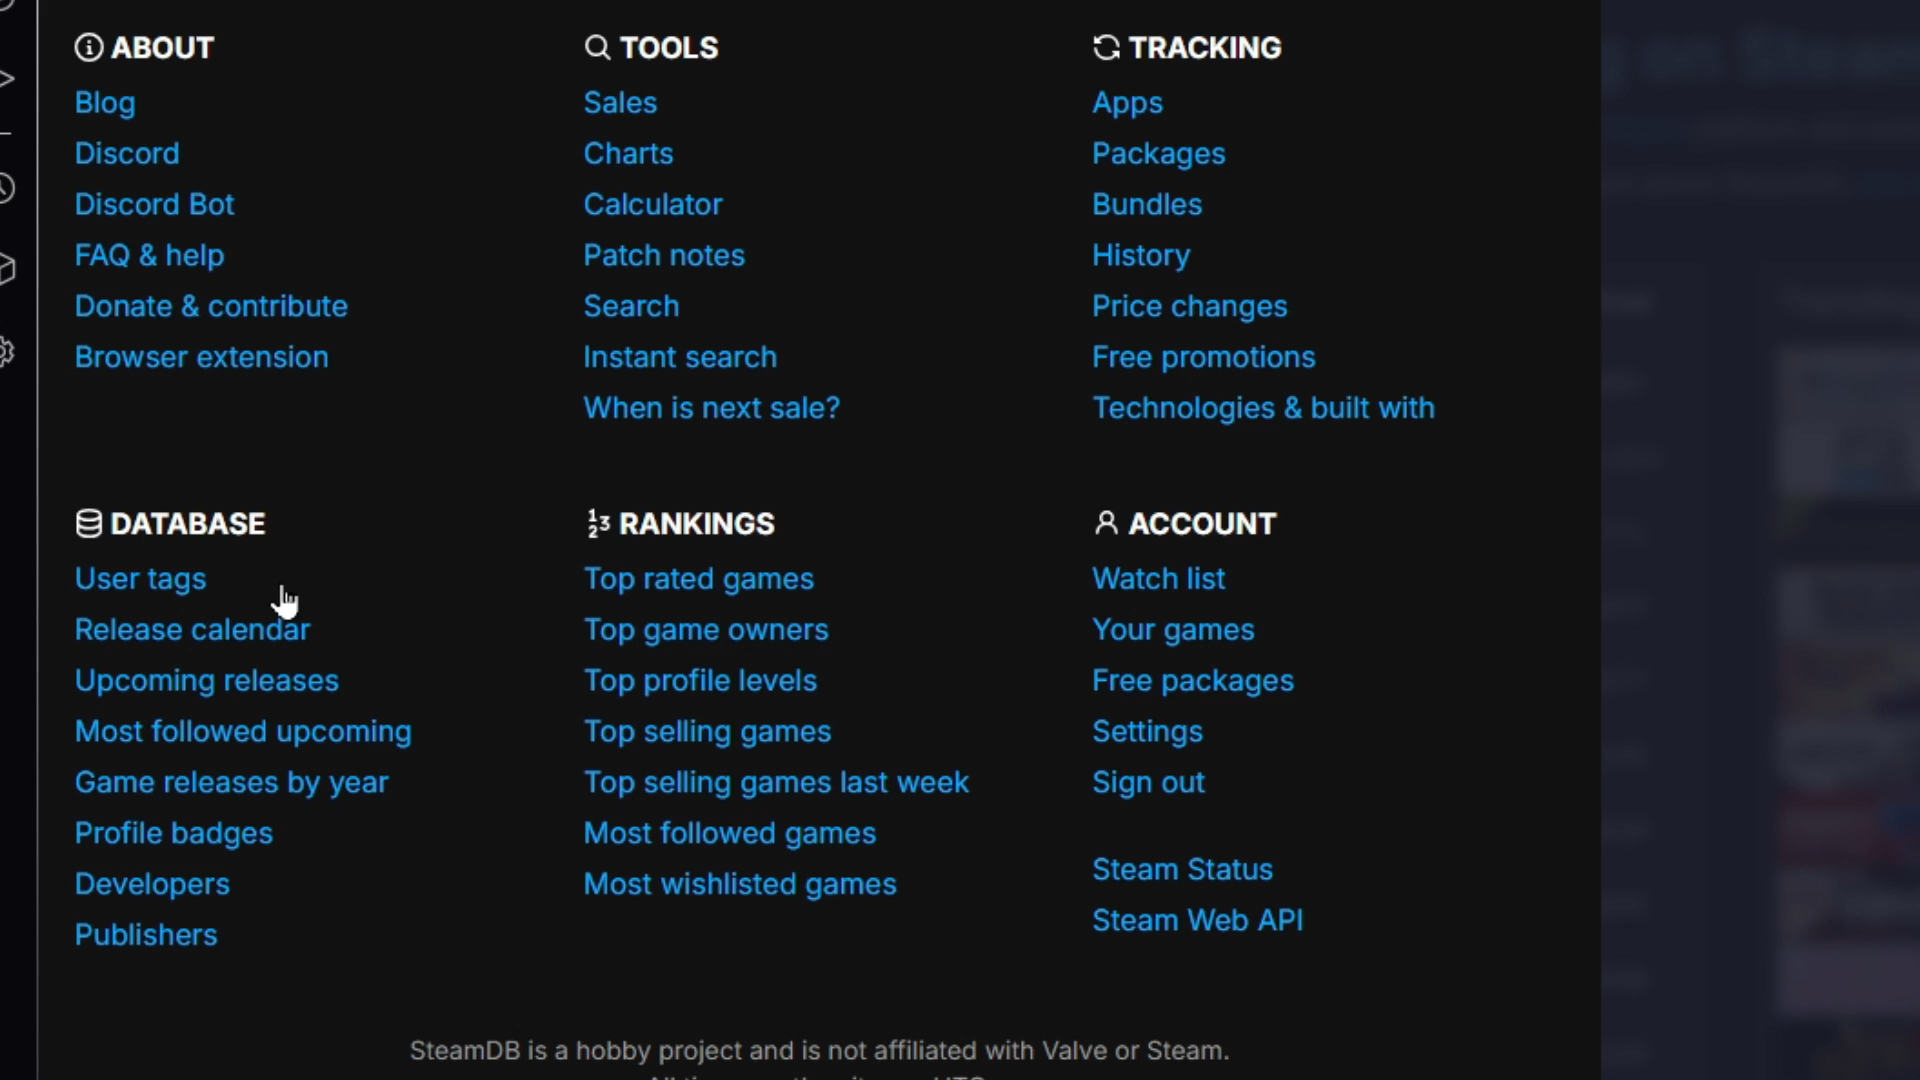 ABOUT
Blog
Discord
Discord Bot
FAQ & help
Donate & contribute
Browser extension
TOOLS
Sales
Charts
Calculator
Patch notes
Search
Instant search
When is next sale?
TRACKING
Apps
Packages
Bundles
History
Price changes
Free promotions
Technologies & built with
DATABASE
User tags
Release calendar
Upcoming releases
Most followed upcoming
Game releases by year
Profile badges
Developers
Publishers
RANKINGS
Top rated games
Top game owners
Top profile levels
Top selling games
Top selling games last week
Most followed games
Most wishlisted games
ACCOUNT
Watch list
Your games
Free packages
Settings
Sign out
Steam Status
Steam Web API
SteamDB is a hobby project and is not affiliated with Valve or Steam.